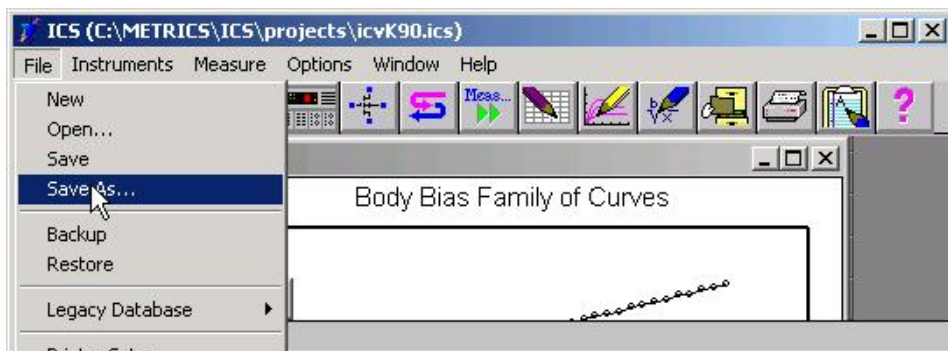 ICS (C:\METRICS\ICS\projects\icvK90.ics)
File Instruments Measure Options Window Help
Meas...
New
Open...
Save
Save As...
Body Bias Family of Curves
Backup
Restore
Legacy Database